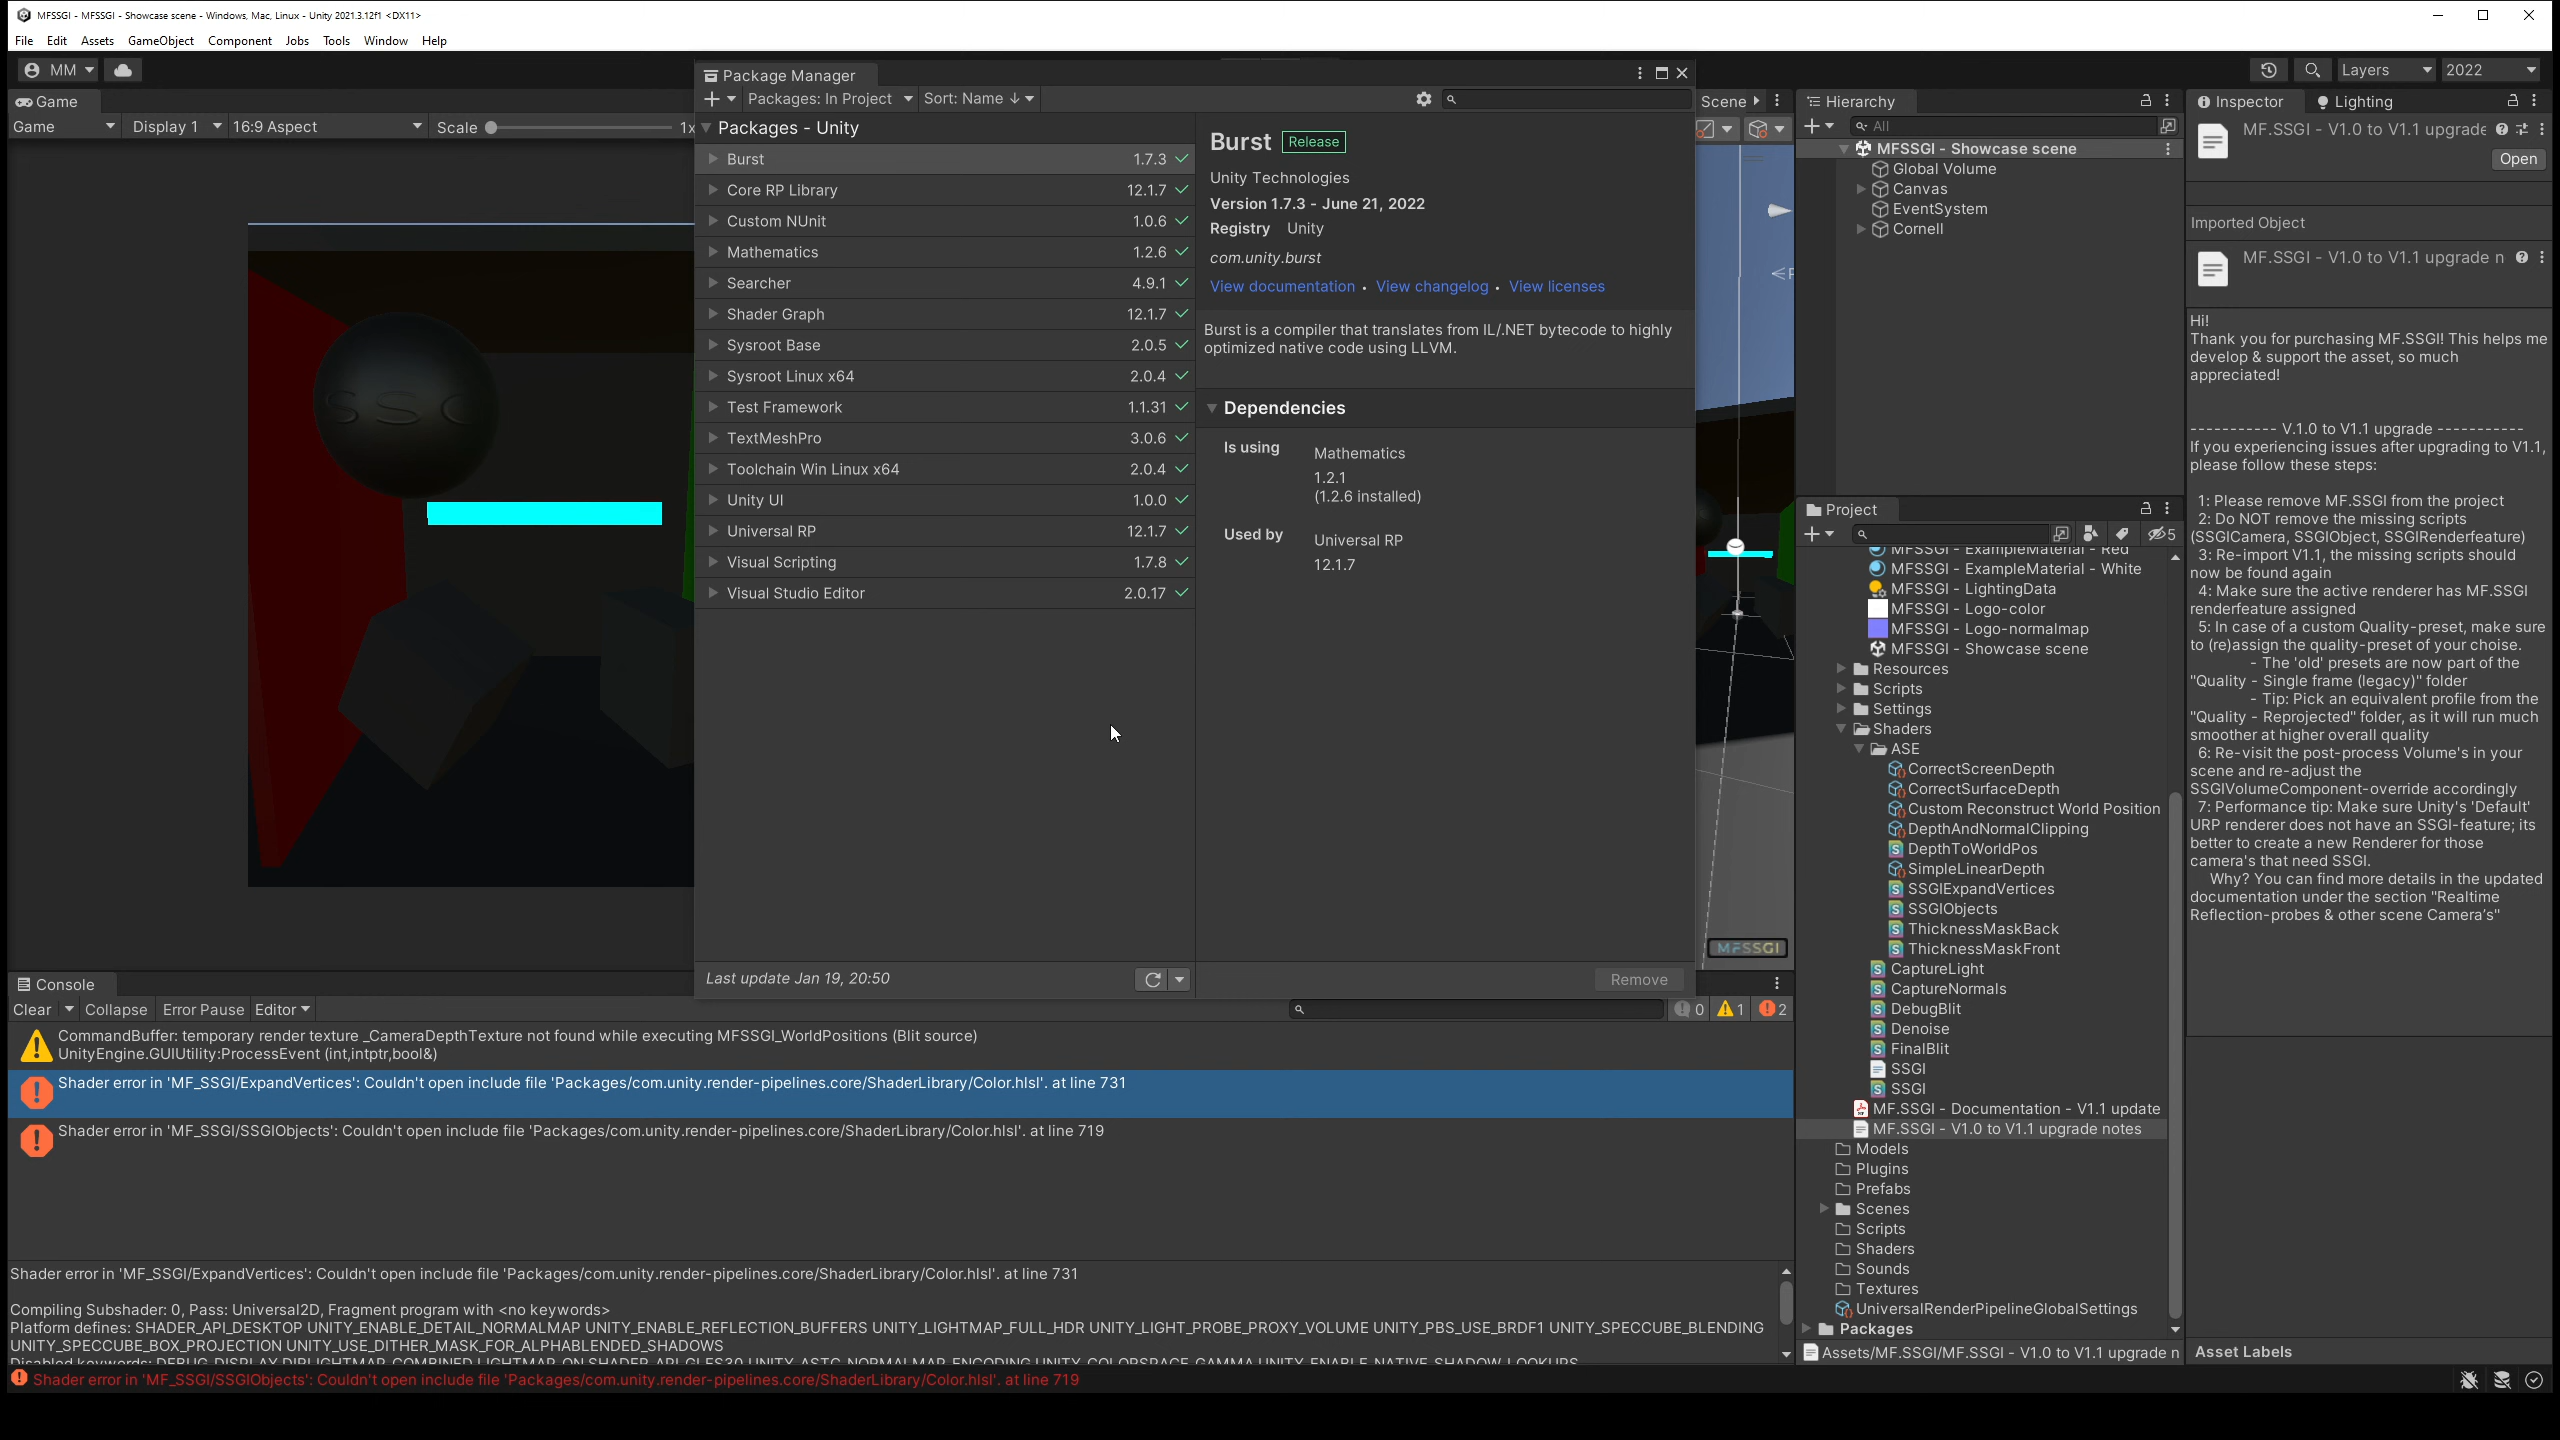 MFSSGI - MFSSGI - Showcase scene - Windows, Mac, Linux - Unity 2021.3.12f1 <DX11>
File Edit Assets GameObject Component Jobs Tools Window Help
MM
Layers
2022
Game
Game
Display 1
16:9 Aspect
Scale
1x
Package Manager
Packages: In Project
Sort: Name ↓
Packages - Unity
Burst 1.7.3
Core RP Library 12.1.7
Custom NUnit 1.0.6
Mathematics 1.2.6
Searcher 4.9.1
Shader Graph 12.1.7
Sysroot Base 2.0.5
Sysroot Linux x64 2.0.4
Test Framework 1.1.31
TextMeshPro 3.0.6
Toolchain Win Linux x64 2.0.4
Unity UI 1.0.0
Universal RP 12.1.7
Visual Scripting 1.7.8
Visual Studio Editor 2.0.17
Last update Jan 19, 20:50
Burst Release
Unity Technologies
Version 1.7.3 - June 21, 2022
Registry Unity
com.unity.burst
View documentation • View changelog • View licenses
Burst is a compiler that translates from IL/.NET bytecode to highly
optimized native code using LLVM.
Dependencies
Is using
Mathematics
1.2.1
(1.2.6 installed)
Used by
Universal RP
12.1.7
Remove
Scene
MFSSGI
Hierarchy
All
MFSSGI - Showcase scene
Global Volume
Canvas
EventSystem
Cornell
Project
5
MFSSGI - ExampleMaterial - Red
MFSSGI - ExampleMaterial - White
MFSSGI - LightingData
MFSSGI - Logo-color
MFSSGI - Logo-normalmap
MFSSGI - Showcase scene
Resources
Scripts
Settings
Shaders
ASE
CorrectScreenDepth
CorrectSurfaceDepth
Custom Reconstruct World Position
DepthAndNormalClipping
DepthToWorldPos
SimpleLinearDepth
SSGIExpandVertices
SSGIObjects
ThicknessMaskBack
ThicknessMaskFront
CaptureLight
CaptureNormals
DebugBlit
Denoise
FinalBlit
SSGI
SSGI
MF.SSGI - Documentation - V1.1 update
MF.SSGI - V1.0 to V1.1 upgrade notes
Models
Plugins
Prefabs
Scenes
Scripts
Shaders
Sounds
Textures
UniversalRenderPipelineGlobalSettings
Packages
Assets/MF.SSGI/MF.SSGI - V1.0 to V1.1 upgrade n
Inspector
Lighting
MF.SSGI - V1.0 to V1.1 upgrade
Open
Imported Object
MF.SSGI - V1.0 to V1.1 upgrade n
Hi!
Thank you for purchasing MF.SSGI! This helps me
develop & support the asset, so much
appreciated!
----------- V.1.0 to V1.1 upgrade -----------
If you experiencing issues after upgrading to V1.1,
please follow these steps:
1: Please remove MF.SSGI from the project
2: Do NOT remove the missing scripts
(SSGICamera, SSGIObject, SSGIRenderfeature)
3: Re-import V1.1, the missing scripts should
now be found again
4: Make sure the active renderer has MF.SSGI
renderfeature assigned
5: In case of a custom Quality-preset, make sure
to (re)assign the quality-preset of your choise.
- The 'old' presets are now part of the
"Quality - Single frame (legacy)" folder
- Tip: Pick an equivalent profile from the
"Quality - Reprojected" folder, as it will run much
smoother at higher overall quality
6: Re-visit the post-process Volume's in your
scene and re-adjust the
SSGIVolumeComponent-override accordingly
7: Performance tip: Make sure Unity's 'Default'
URP renderer does not have an SSGI-feature; its
better to create a new Renderer for those
camera's that need SSGI.
Why? You can find more details in the updated
documentation under the section "Realtime
Reflection-probes & other scene Camera's"
Asset Labels
Console
Clear
Collapse
Error Pause
Editor
0
1
2
CommandBuffer: temporary render texture _CameraDepthTexture not found while executing MFSSGI_WorldPositions (Blit source)
UnityEngine.GUIUtility:ProcessEvent (int,intptr,bool&)
Shader error in 'MF_SSGI/ExpandVertices': Couldn't open include file 'Packages/com.unity.render-pipelines.core/ShaderLibrary/Color.hlsl'. at line 731
Shader error in 'MF_SSGI/SSGIObjects': Couldn't open include file 'Packages/com.unity.render-pipelines.core/ShaderLibrary/Color.hlsl'. at line 719
Shader error in 'MF_SSGI/ExpandVertices': Couldn't open include file 'Packages/com.unity.render-pipelines.core/ShaderLibrary/Color.hlsl'. at line 731
Compiling Subshader: 0, Pass: Universal2D, Fragment program with <no keywords>
Platform defines: SHADER_API_DESKTOP UNITY_ENABLE_DETAIL_NORMALMAP UNITY_ENABLE_REFLECTION_BUFFERS UNITY_LIGHTMAP_FULL_HDR UNITY_LIGHT_PROBE_PROXY_VOLUME UNITY_PBS_USE_BRDF1 UNITY_SPECCUBE_BLENDING
UNITY_SPECCUBE_BOX_PROJECTION UNITY_USE_DITHER_MASK_FOR_ALPHABLENDED_SHADOWS
Disabled keywords: DEBUG_DISPLAY DIRLIGHTMAP_COMBINED LIGHTMAP_ON SHADER_API_GLES30 UNITY_ASTC_NORMALMAP_ENCODING UNITY_COLORSPACE_GAMMA UNITY_ENABLE_NATIVE_SHADOW_LOOKUPS
Shader error in 'MF_SSGI/SSGIObjects': Couldn't open include file 'Packages/com.unity.render-pipelines.core/ShaderLibrary/Color.hlsl'. at line 719